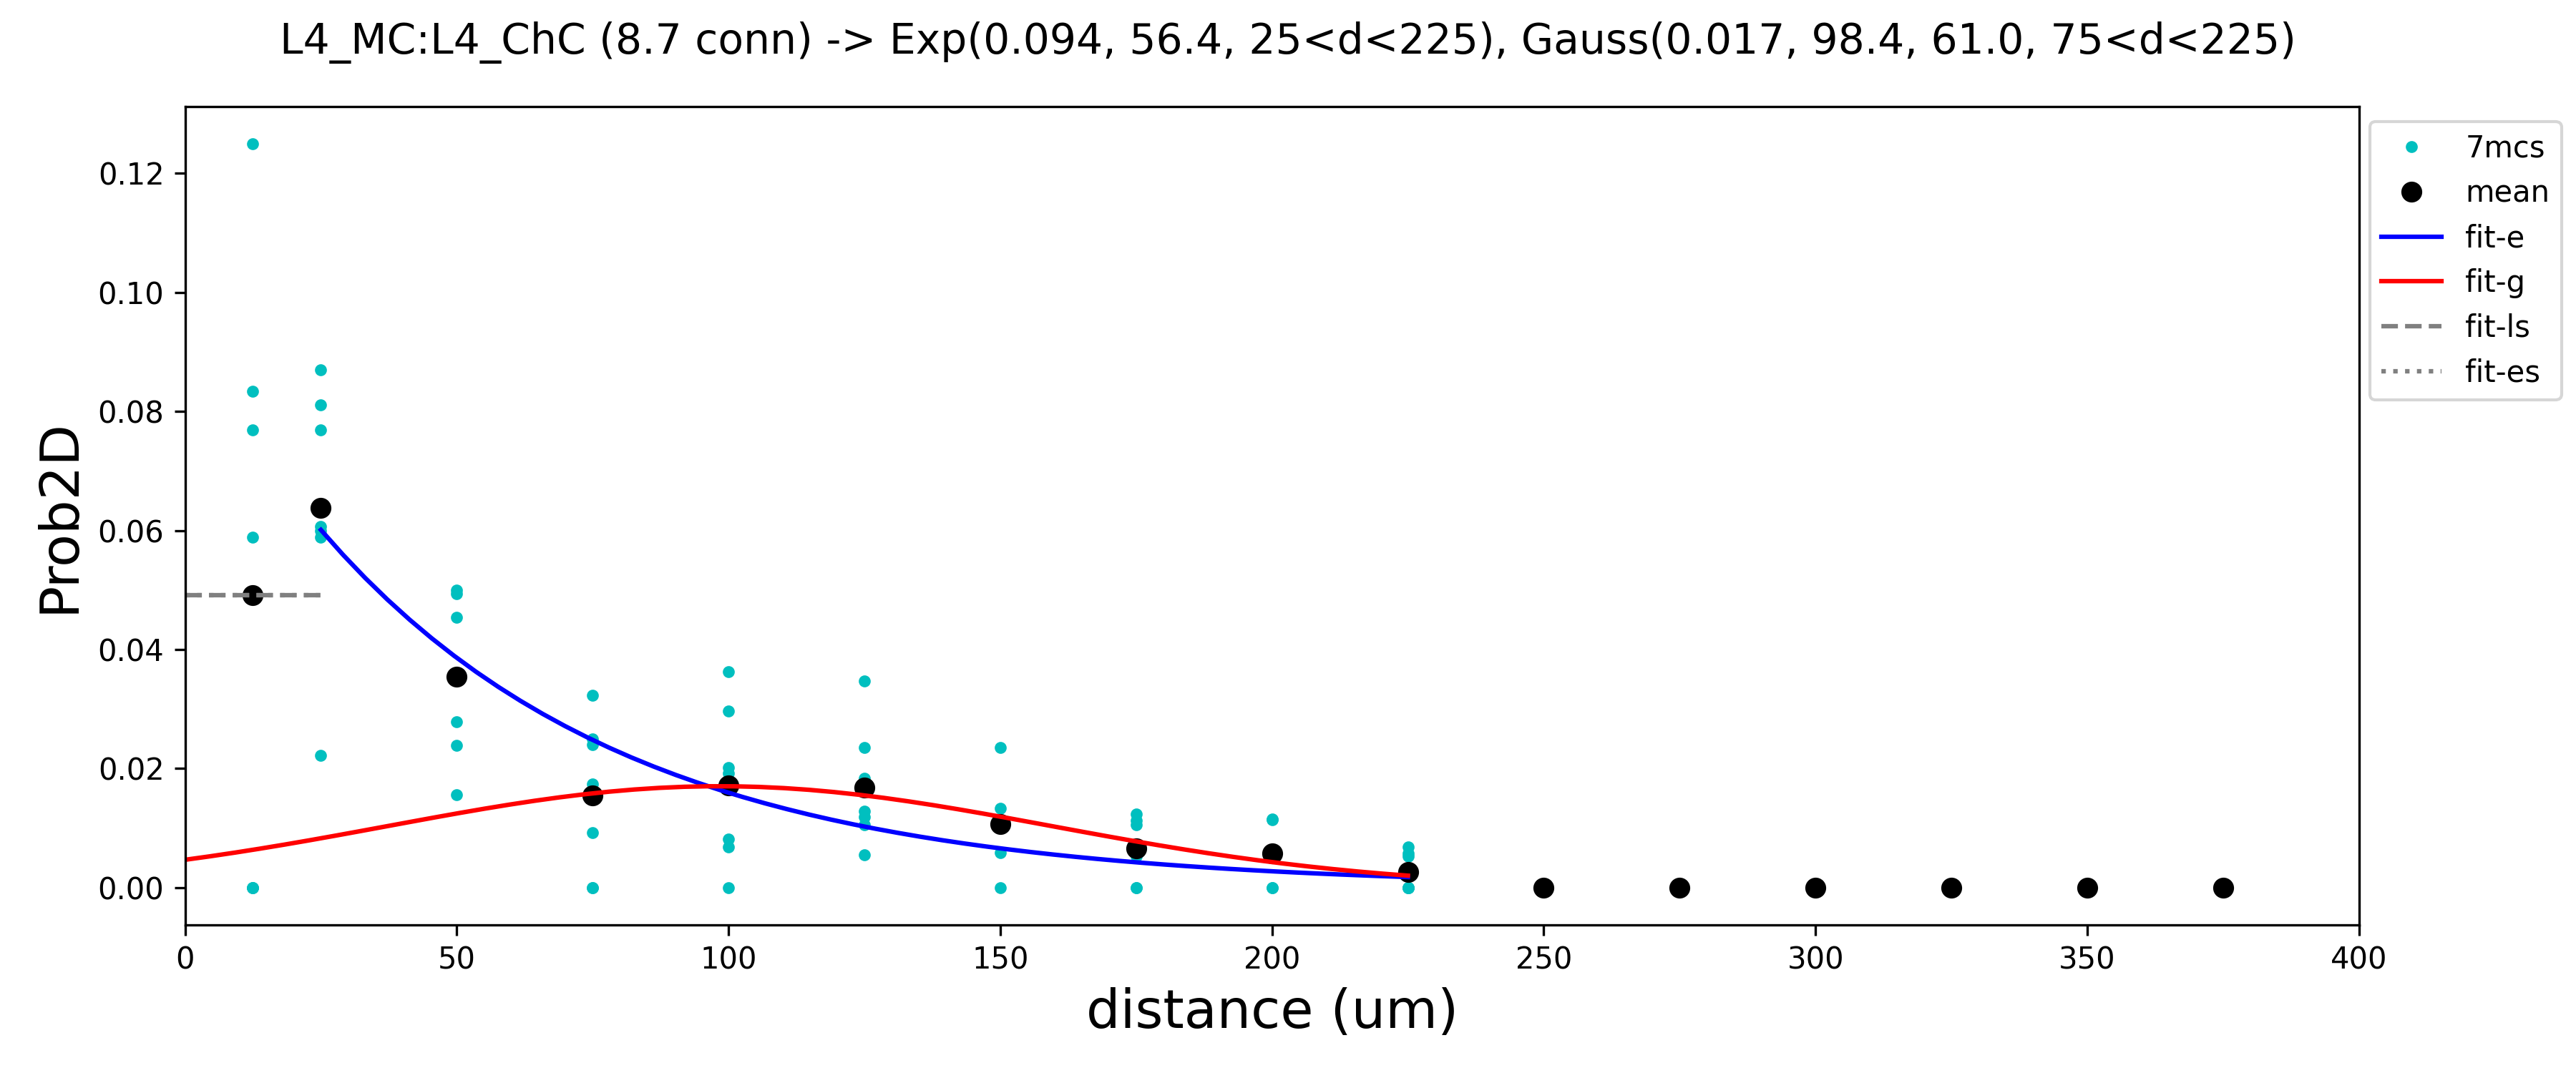 L4_MC:L4_ChC (8.7 conn) -> Exp(0.094, 56.4, 25<d<225), Gauss(0.017, 98.4, 61.0, 75<d<225)
7mcs
mean
fit-e
fit-g
fit-ls
fit-es
Prob2D
0.12
0.10
0.08
0.06
0.04
0.02
0.00
0 50 100 150 200 250 300 350 400
distance (um)